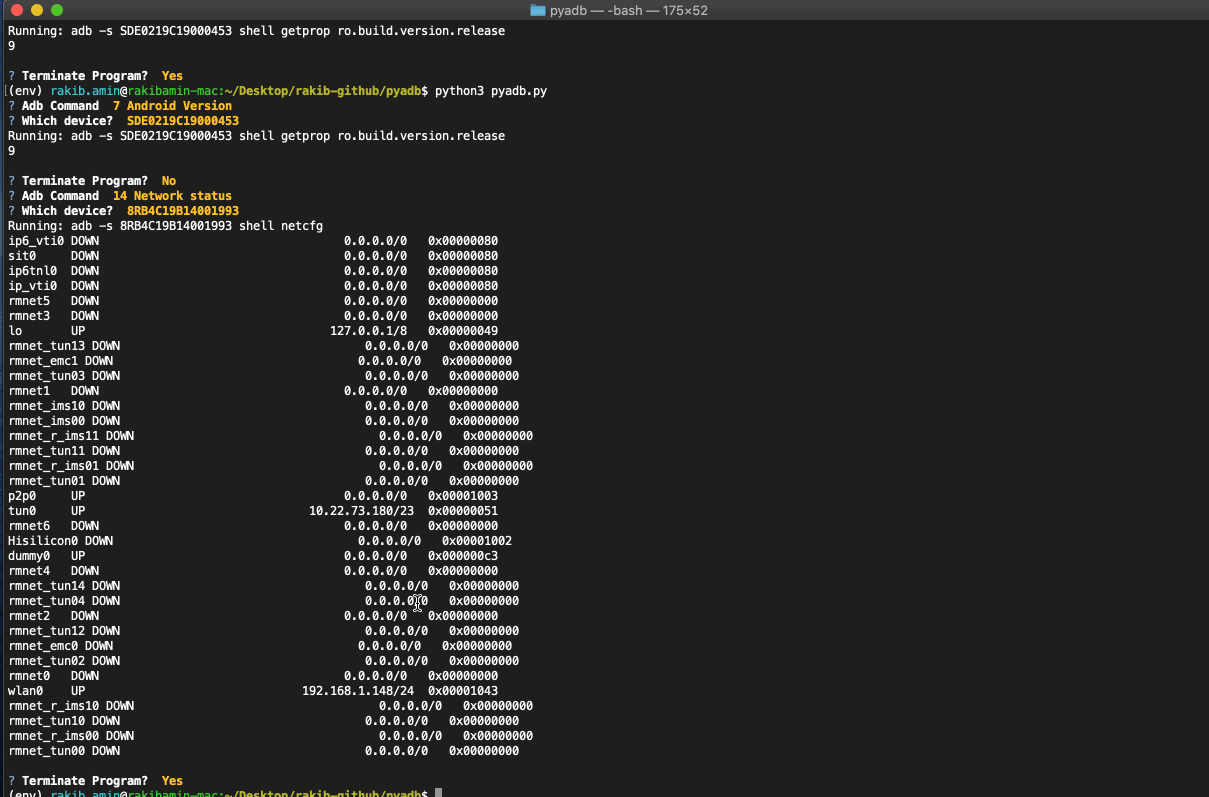 pyadb — -bash — 175×52
Running: adb -s SDE0219C19000453 shell getprop ro.build.version.release
9
? Terminate Program?  Yes
[(env) rakib.amin@rakibamin-mac:~/Desktop/rakib-github/pyadb$ python3 pyadb.py
? Adb Command  7 Android Version
? Which device?  SDE0219C19000453
Running: adb -s SDE0219C19000453 shell getprop ro.build.version.release
9
? Terminate Program?  No
? Adb Command  14 Network status
? Which device?  8RB4C19B14001993
Running: adb -s 8RB4C19B14001993 shell netcfg
ip6_vti0 DOWN                                   0.0.0.0/0   0x00000080
sit0     DOWN                                   0.0.0.0/0   0x00000080
ip6tnl0  DOWN                                   0.0.0.0/0   0x00000080
ip_vti0  DOWN                                   0.0.0.0/0   0x00000080
rmnet5   DOWN                                   0.0.0.0/0   0x00000000
rmnet3   DOWN                                   0.0.0.0/0   0x00000000
lo       UP                                   127.0.0.1/8   0x00000049
rmnet_tun13 DOWN                                   0.0.0.0/0   0x00000000
rmnet_emc1 DOWN                                   0.0.0.0/0   0x00000000
rmnet_tun03 DOWN                                   0.0.0.0/0   0x00000000
rmnet1   DOWN                                   0.0.0.0/0   0x00000000
rmnet_ims10 DOWN                                   0.0.0.0/0   0x00000000
rmnet_ims00 DOWN                                   0.0.0.0/0   0x00000000
rmnet_r_ims11 DOWN                                   0.0.0.0/0   0x00000000
rmnet_tun11 DOWN                                   0.0.0.0/0   0x00000000
rmnet_r_ims01 DOWN                                   0.0.0.0/0   0x00000000
rmnet_tun01 DOWN                                   0.0.0.0/0   0x00000000
p2p0     UP                                     0.0.0.0/0   0x00001003
tun0     UP                                10.22.73.180/23  0x00000051
rmnet6   DOWN                                   0.0.0.0/0   0x00000000
Hisilicon0 DOWN                                   0.0.0.0/0   0x00001002
dummy0   UP                                     0.0.0.0/0   0x000000c3
rmnet4   DOWN                                   0.0.0.0/0   0x00000000
rmnet_tun14 DOWN                                   0.0.0.0/0   0x00000000
rmnet_tun04 DOWN                                   0.0.0.0/0   0x00000000
rmnet2   DOWN                                   0.0.0.0/0   0x00000000
rmnet_tun12 DOWN                                   0.0.0.0/0   0x00000000
rmnet_emc0 DOWN                                   0.0.0.0/0   0x00000000
rmnet_tun02 DOWN                                   0.0.0.0/0   0x00000000
rmnet0   DOWN                                   0.0.0.0/0   0x00000000
wlan0    UP                               192.168.1.148/24  0x00001043
rmnet_r_ims10 DOWN                                   0.0.0.0/0   0x00000000
rmnet_tun10 DOWN                                   0.0.0.0/0   0x00000000
rmnet_r_ims00 DOWN                                   0.0.0.0/0   0x00000000
rmnet_tun00 DOWN                                   0.0.0.0/0   0x00000000
? Terminate Program?  Yes
(env) rakib.amin@rakibamin-mac:~/Desktop/rakib-github/pyadb$